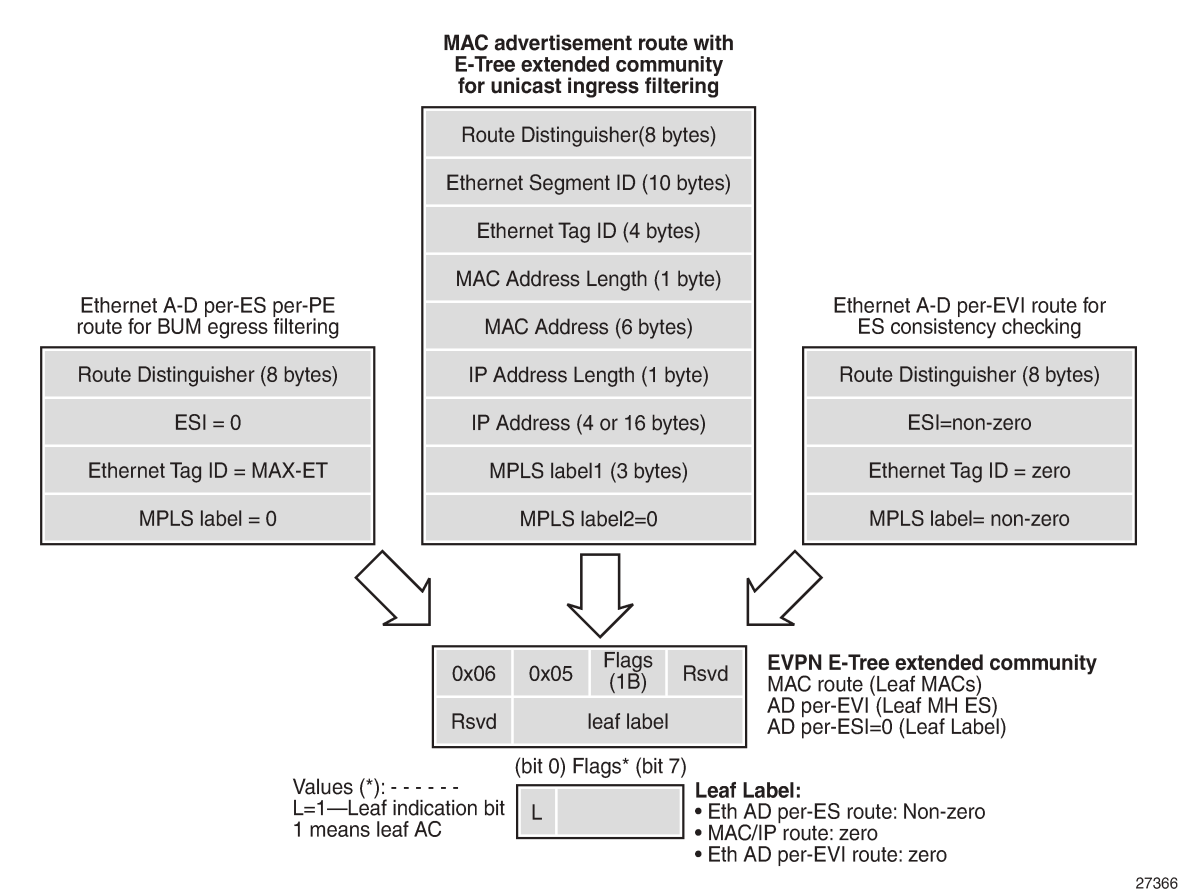 MAC advertisement route with
E-Tree extended community
for unicast ingress filtering
Route Distinguisher(8 bytes)
Ethernet Segment ID (10 bytes)
Ethernet Tag ID (4 bytes)
MAC Address Length (1 byte)
MAC Address (6 bytes)
IP Address Length (1 byte)
IP Address (4 or 16 bytes)
MPLS label1 (3 bytes)
MPLS label2=0
Ethernet A-D per-ES per-PE
route for BUM egress filtering
Route Distinguisher (8 bytes)
ESI = 0
Ethernet Tag ID = MAX-ET
MPLS label = 0
Ethernet A-D per-EVI route for
ES consistency checking
Route Distinguisher (8 bytes)
ESI=non-zero
Ethernet Tag ID = zero
MPLS label= non-zero
0x06
0x05
Flags
(1B)
Rsvd
Rsvd
leaf label
EVPN E-Tree extended community
MAC route (Leaf MACs)
AD per-EVI (Leaf MH ES)
AD per-ESI=0 (Leaf Label)
(bit 0) Flags* (bit 7)
Values (*): - - - - - -
L=1—Leaf indication bit
1 means leaf AC
L
Leaf Label:
• Eth AD per-ES route: Non-zero
• MAC/IP route: zero
• Eth AD per-EVI route: zero
27366